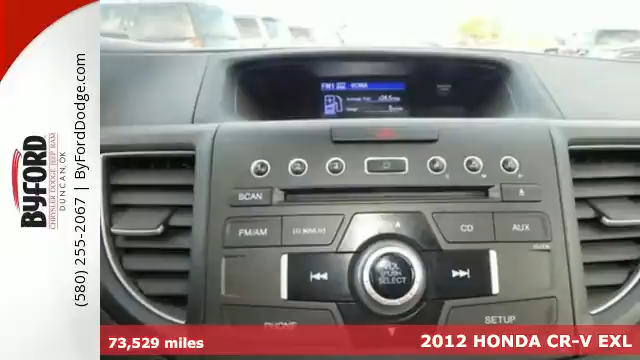 BYFORD
CHRYSLER DODGE JEEP RAM
DUNCAN, OK
(580) 255-2067 | ByFordDodge.com
FM1
SCAN
FM/AM
CD
AUX
VOL
PUSH
SELECT
PHONE
SETUP
73,529 miles
2012 HONDA CR-V EXL